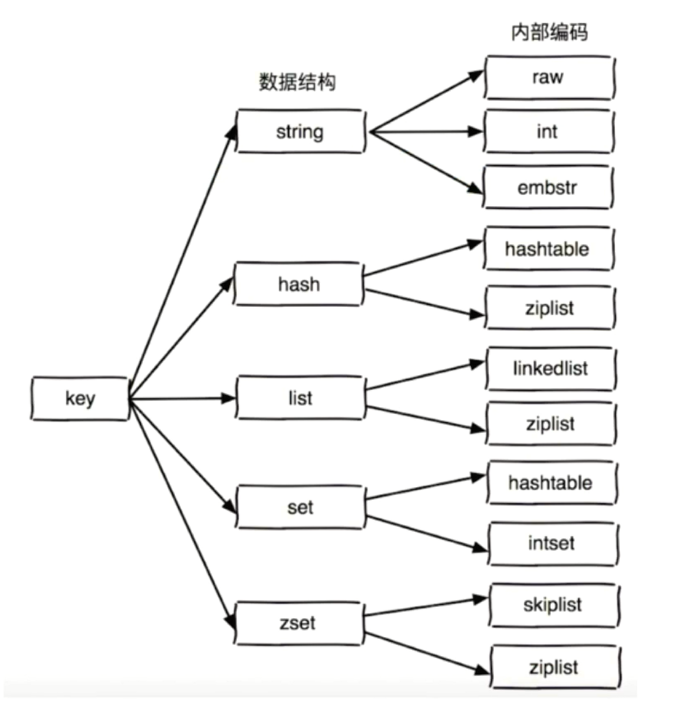 内部编码
数据结构
raw
string
int
embstr
hashtable
hash
ziplist
linkedlist
key
list
ziplist
hashtable
set
intset
skiplist
zset
ziplist